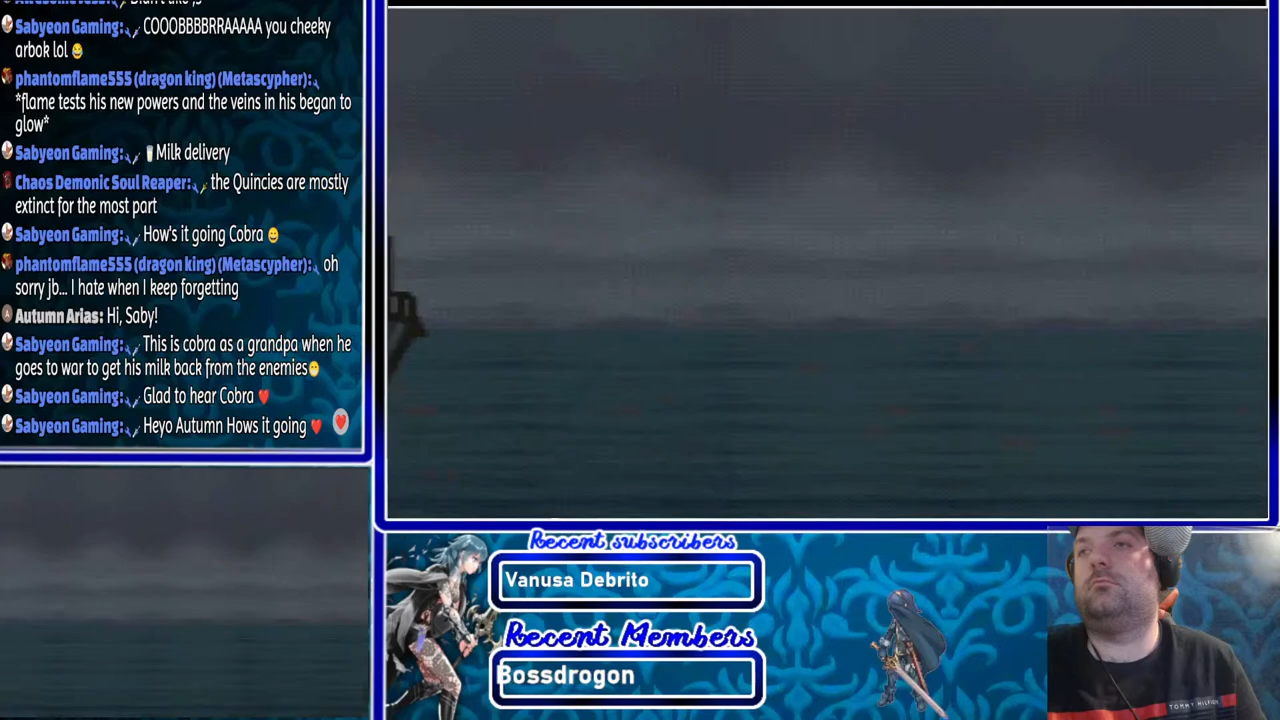 Sabyeon Gaming: COOOBBBBRRAAAAA you cheeky
arbok lol 😂
phantomflame555 (dragon king) (Metascypher):
*flame tests his new powers and the veins in his began to
glow*
Sabyeon Gaming: 🥛Milk delivery
Chaos Demonic Soul Reaper: the Quincies are mostly
extinct for the most part
Sabyeon Gaming: How's it going Cobra 😀
phantomflame555 (dragon king) (Metascypher): oh
sorry jb... I hate when I keep forgetting
A Autumn Arias: Hi, Saby!
Sabyeon Gaming: This is cobra as a grandpa when he
goes to war to get his milk back from the enemies😁
Sabyeon Gaming: Glad to hear Cobra ❤️
Sabyeon Gaming: Heyo Autumn Hows it going ❤️
Recent subscribers
Vanusa Debrito
Recent Members
Bossdrogon
TOMMY HILFIGER